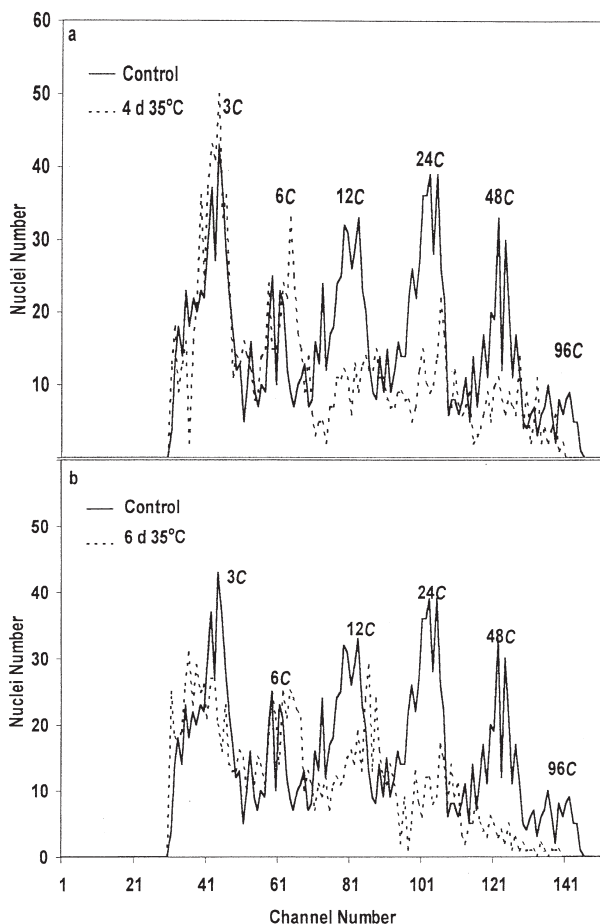 60
a
50
40
30
20
10
Nuclei Number
Control
4 d 35°C
3C
6C
12C
24C
48C
96C
b
50
40
30
20
10
0
Nuclei Number
Control
6 d 35°C
3C
6C
12C
24C
48C
96C
1 21 41 61 81 101 121 141
Channel Number